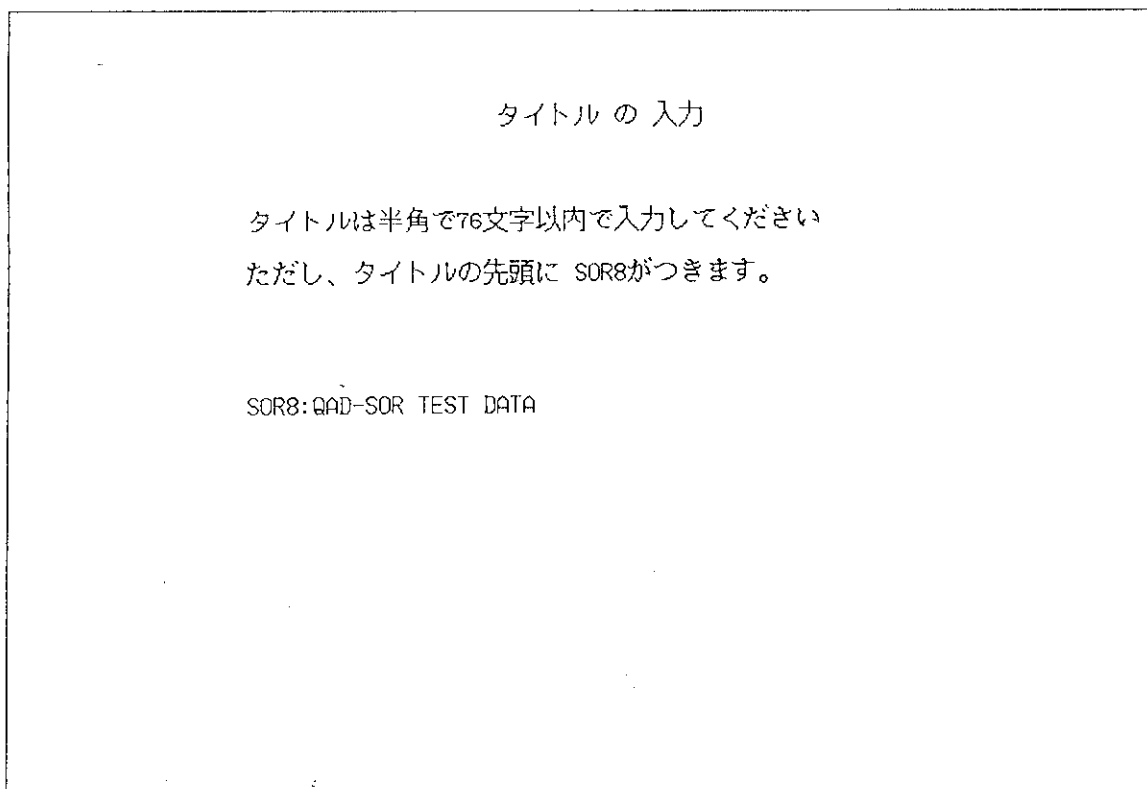 タイトル の 入力
タイトルは半角で76文字以内で入力してください
ただし、タイトルの先頭に SOR8がつきます。
SOR8:QAD-SOR TEST DATA